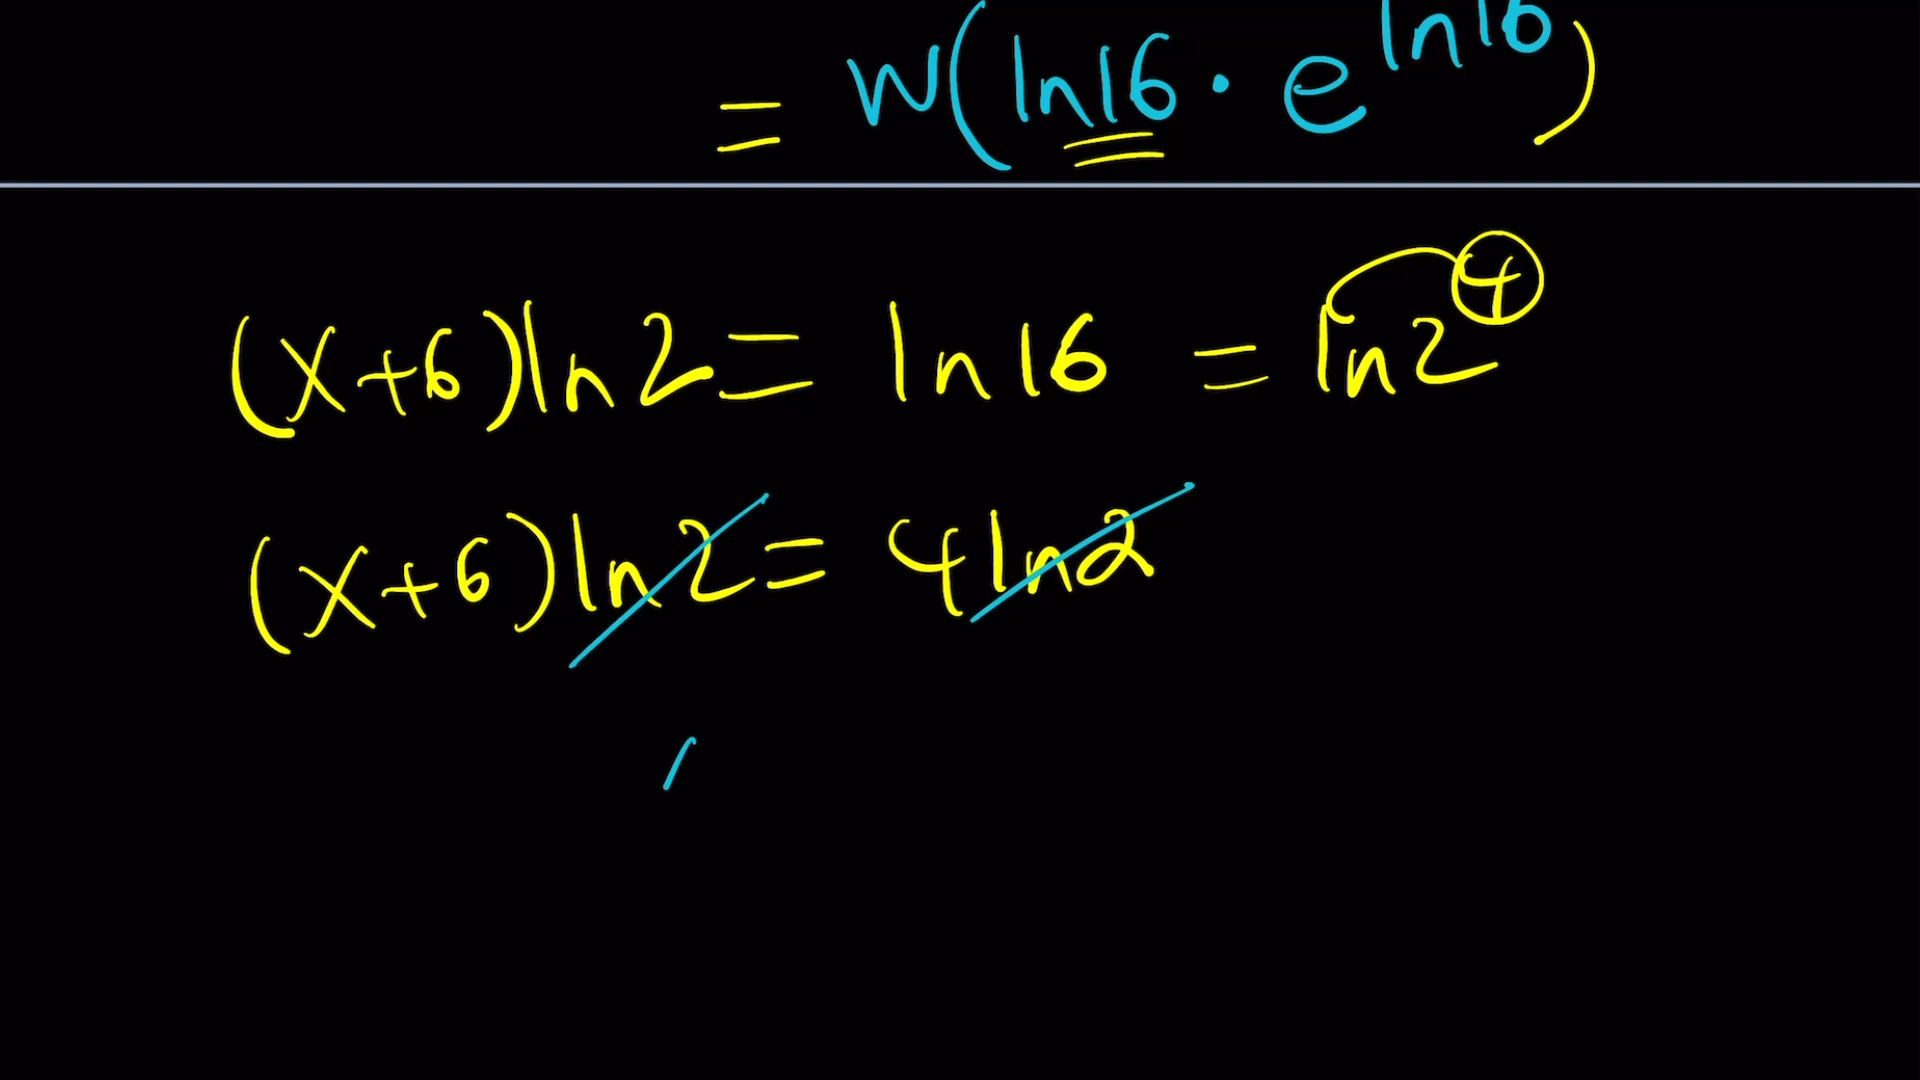 = W(ln16 · e^ln16)
(x+6)ln2 = ln16 = ln2^4
(x+6)ln2 = 4ln2